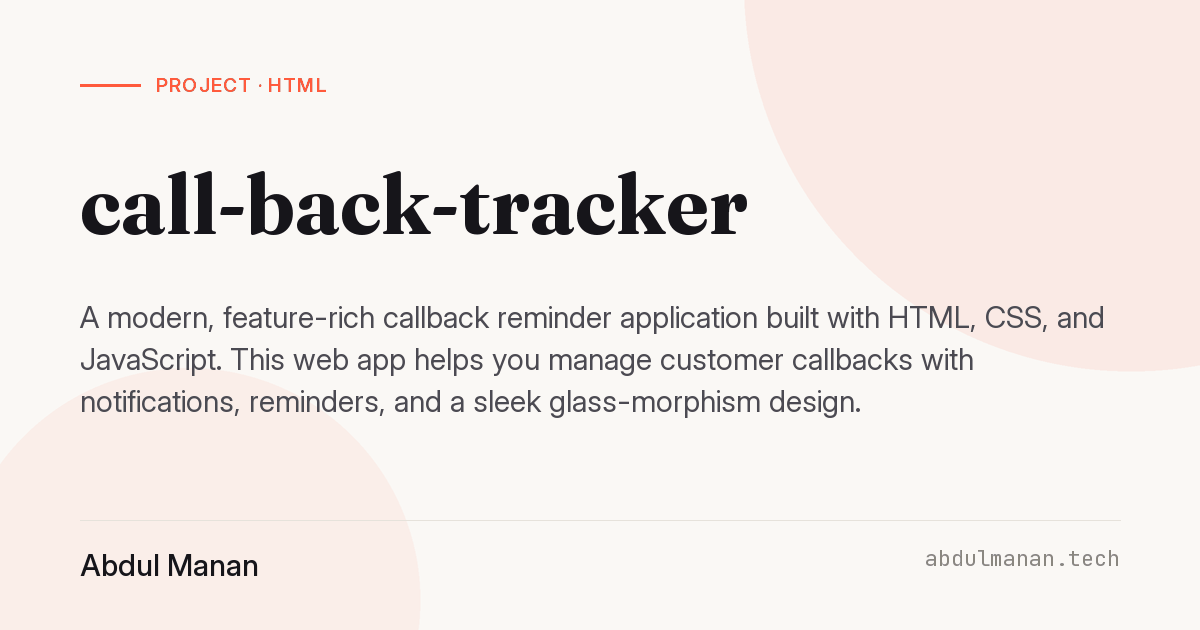 PROJECT · HTML
call-back-tracker
A modern, feature-rich callback reminder application built with HTML, CSS, and
JavaScript. This web app helps you manage customer callbacks with
notifications, reminders, and a sleek glass-morphism design.
Abdul Manan
abdulmanan.tech